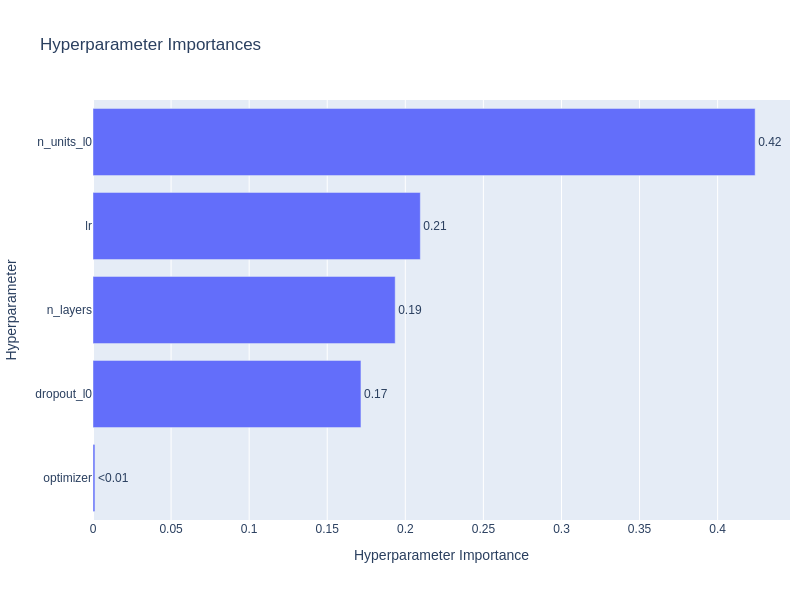 Hyperparameter Importances
n_units_l0
0.42
lr
0.21
n_layers
0.19
dropout_l0
0.17
optimizer
<0.01
0
0.05
0.1
0.15
0.2
0.25
0.3
0.35
0.4
Hyperparameter Importance
Hyperparameter